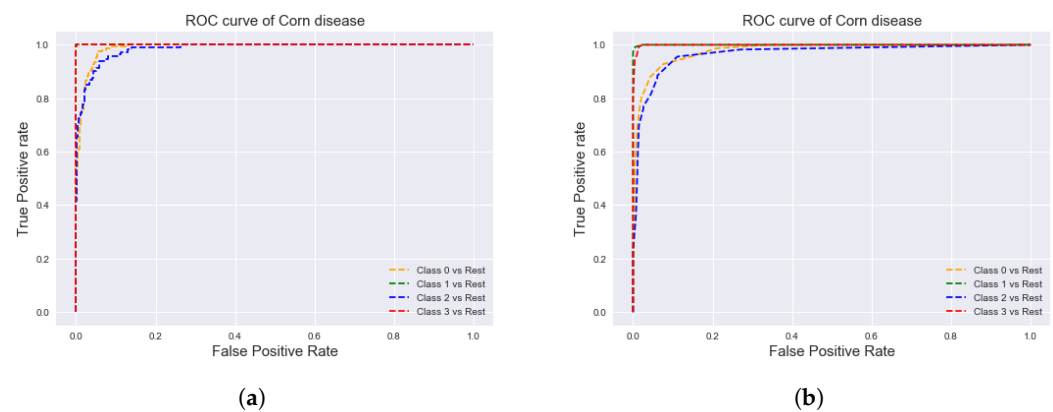 ROC curve of Corn disease
True Positive rate
1.0
0.8
0.6
0.4
0.2
0.0
Class 0 vs Rest
Class 1 vs Rest
Class 2 vs Rest
Class 3 vs Rest
0.0 0.2 0.4 0.6 0.8 1.0
False Positive Rate
(a)
ROC curve of Corn disease
True Positive rate
1.0
0.8
0.6
0.4
0.2
0.0
Class 0 vs Rest
Class 1 vs Rest
Class 2 vs Rest
Class 3 vs Rest
0.0 0.2 0.4 0.6 0.8 1.0
False Positive Rate
(b)